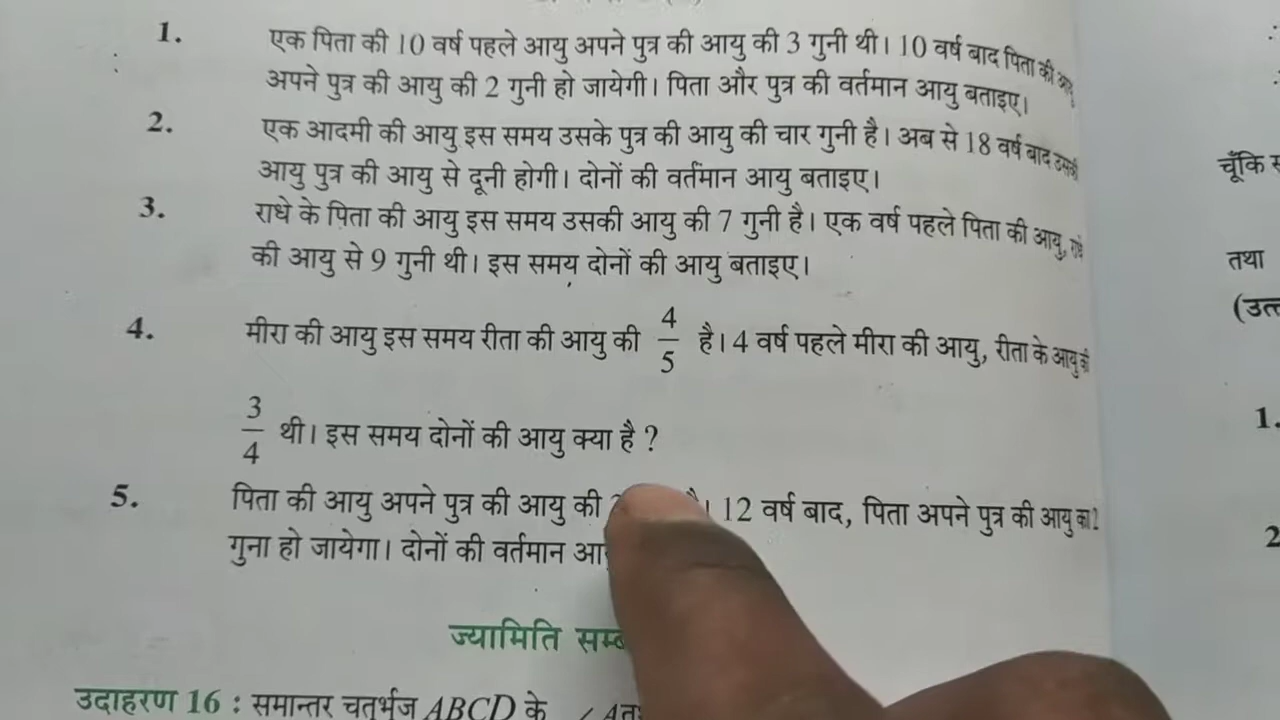 1. एक पिता की 10 वर्ष पहले आयु अपने पुत्र की आयु की 3 गुनी थी। 10 वर्ष बाद पिता की आयु
अपने पुत्र की आयु की 2 गुनी हो जायेगी। पिता और पुत्र की वर्तमान आयु बताइए।
2. एक आदमी की आयु इस समय उसके पुत्र की आयु की चार गुनी है। अब से 18 वर्ष बाद उसकी
आयु पुत्र की आयु से दूनी होगी। दोनों की वर्तमान आयु बताइए।
3. राधे के पिता की आयु इस समय उसकी आयु की 7 गुनी है। एक वर्ष पहले पिता की आयु, राधे
की आयु से 9 गुनी थी। इस समय दोनों की आयु बताइए।
4. मीरा की आयु इस समय रीता की आयु की 4/5 है। 4 वर्ष पहले मीरा की आयु, रीता के आयु की
3/4 थी। इस समय दोनों की आयु क्या है ?
5. पिता की आयु अपने पुत्र की आयु की है। 12 वर्ष बाद, पिता अपने पुत्र की आयु का 2
गुना हो जायेगा। दोनों की वर्तमान
ज्यामिति
उदाहरण 16 : समान्तर चतुर्भुज ABCD के ∠A
चूँकि
तथा
1.
2